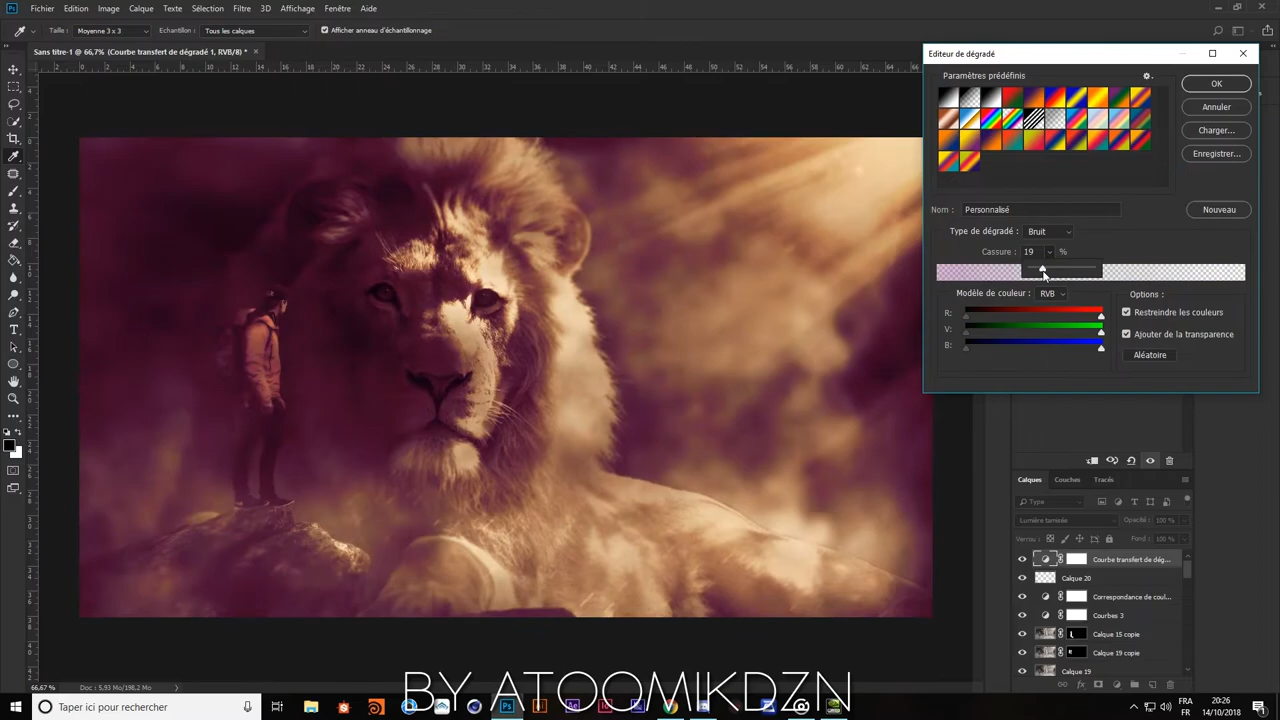 Fichier Edition Image Calque Texte Sélection Filtre 3D Affichage Fenêtre Aide
Taille : Moyenne 3 x 3 Echantillon : Tous les calques Afficher anneau d'échantillonnage
Sans titre-1 @ 66,7% (Courbe transfert de dégradé 1, RVB/8) *
Editeur de dégradé
Paramètres prédéfinis
OK
Annuler
Charger...
Enregistrer...
Nom : Personnalisé
Nouveau
Type de dégradé : Bruit
Cassure : 19 %
Modèle de couleur : RVB
Options :
R:
V:
B:
Restreindre les couleurs
Ajouter de la transparence
Aléatoire
Calques Couches Tracés
Type
Lumière tamisée Opacité : 100 %
Verrou : Fond : 100 %
Courbe transfert de dég...
Calque 20
Correspondance de coul...
Courbes 3
Calque 15 copie
Calque 19 copie
Calque 19
66,67 % Doc : 5,93 Mo/198,2 Mo
BY ATOOMIKDZN
Taper ici pour rechercher
FRA
FR
20:26
14/10/2018